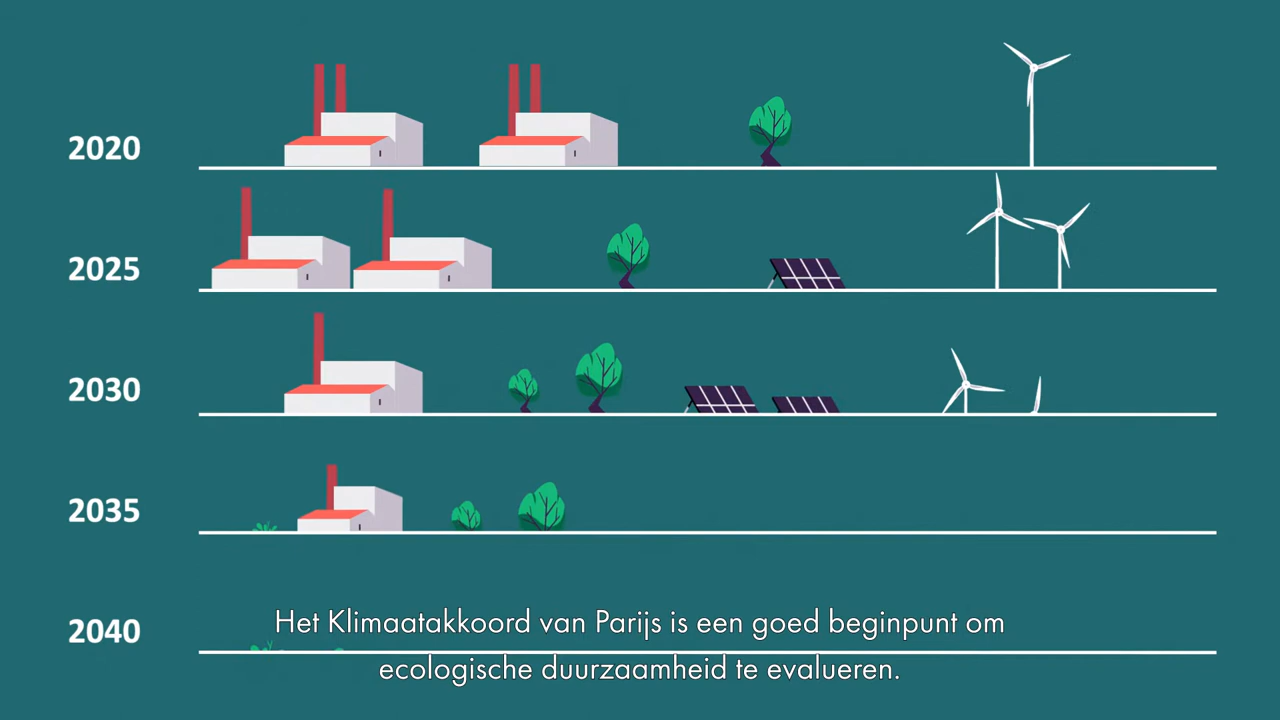 2020
2025
2030
2035
2040
Het Klimaatakkoord van Parijs is een goed beginpunt om
ecologische duurzaamheid te evalueren.